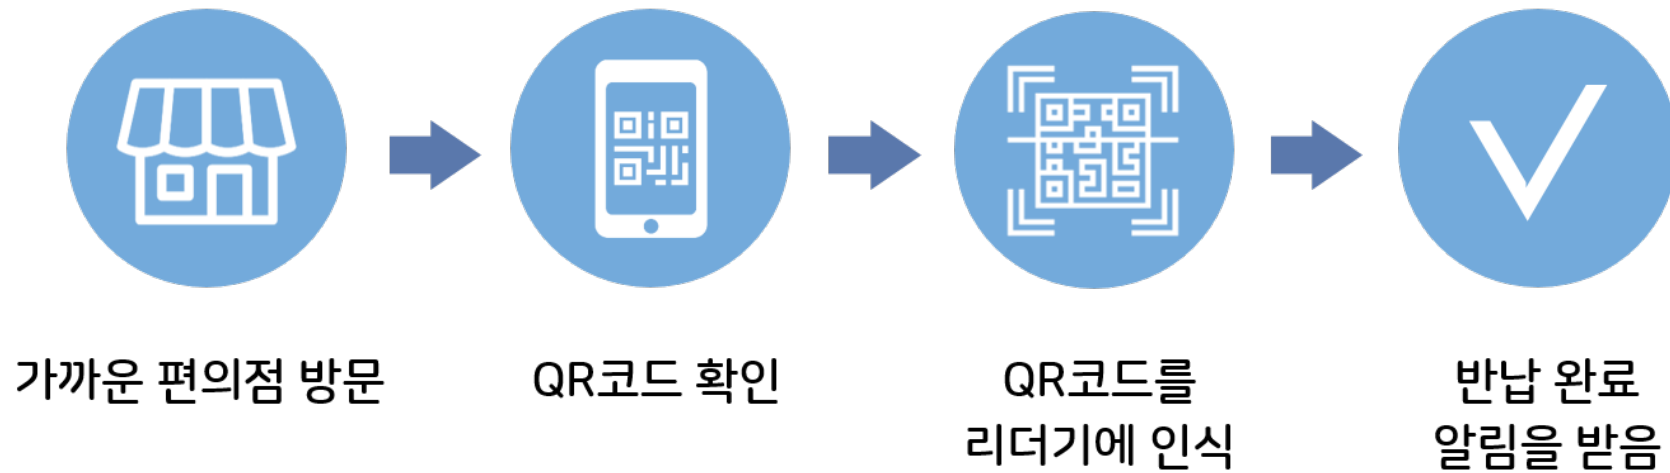 가까운 편의점 방문
QR코드 확인
QR코드를
리더기에 인식
반납 완료
알림을 받음